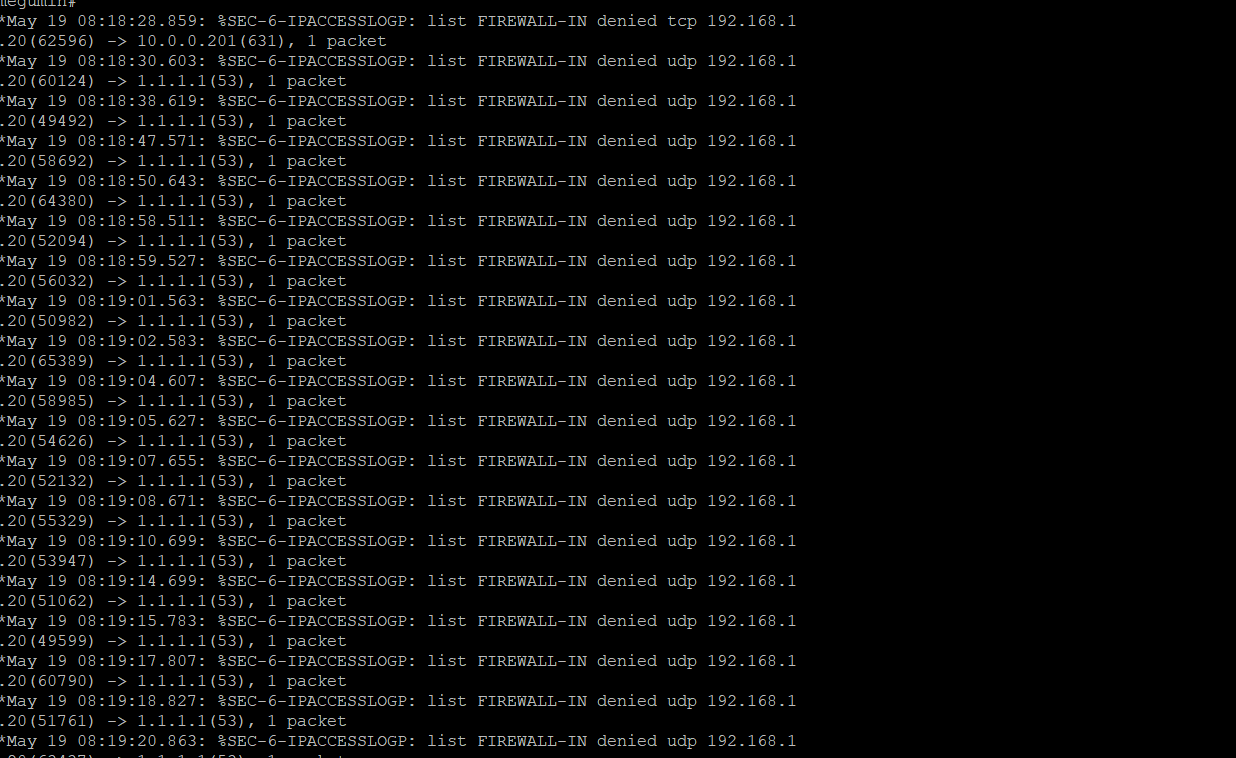 megumin#
*May 19 08:18:28.859: %SEC-6-IPACCESSLOGP: list FIREWALL-IN denied tcp 192.168.1
.20(62596) -> 10.0.0.201(631), 1 packet
*May 19 08:18:30.603: %SEC-6-IPACCESSLOGP: list FIREWALL-IN denied udp 192.168.1
.20(60124) -> 1.1.1.1(53), 1 packet
*May 19 08:18:38.619: %SEC-6-IPACCESSLOGP: list FIREWALL-IN denied udp 192.168.1
.20(49492) -> 1.1.1.1(53), 1 packet
*May 19 08:18:47.571: %SEC-6-IPACCESSLOGP: list FIREWALL-IN denied udp 192.168.1
.20(58692) -> 1.1.1.1(53), 1 packet
*May 19 08:18:50.643: %SEC-6-IPACCESSLOGP: list FIREWALL-IN denied udp 192.168.1
.20(64380) -> 1.1.1.1(53), 1 packet
*May 19 08:18:58.511: %SEC-6-IPACCESSLOGP: list FIREWALL-IN denied udp 192.168.1
.20(52094) -> 1.1.1.1(53), 1 packet
*May 19 08:18:59.527: %SEC-6-IPACCESSLOGP: list FIREWALL-IN denied udp 192.168.1
.20(56032) -> 1.1.1.1(53), 1 packet
*May 19 08:19:01.563: %SEC-6-IPACCESSLOGP: list FIREWALL-IN denied udp 192.168.1
.20(50982) -> 1.1.1.1(53), 1 packet
*May 19 08:19:02.583: %SEC-6-IPACCESSLOGP: list FIREWALL-IN denied udp 192.168.1
.20(65389) -> 1.1.1.1(53), 1 packet
*May 19 08:19:04.607: %SEC-6-IPACCESSLOGP: list FIREWALL-IN denied udp 192.168.1
.20(58985) -> 1.1.1.1(53), 1 packet
*May 19 08:19:05.627: %SEC-6-IPACCESSLOGP: list FIREWALL-IN denied udp 192.168.1
.20(54626) -> 1.1.1.1(53), 1 packet
*May 19 08:19:07.655: %SEC-6-IPACCESSLOGP: list FIREWALL-IN denied udp 192.168.1
.20(52132) -> 1.1.1.1(53), 1 packet
*May 19 08:19:08.671: %SEC-6-IPACCESSLOGP: list FIREWALL-IN denied udp 192.168.1
.20(55329) -> 1.1.1.1(53), 1 packet
*May 19 08:19:10.699: %SEC-6-IPACCESSLOGP: list FIREWALL-IN denied udp 192.168.1
.20(53947) -> 1.1.1.1(53), 1 packet
*May 19 08:19:14.699: %SEC-6-IPACCESSLOGP: list FIREWALL-IN denied udp 192.168.1
.20(51062) -> 1.1.1.1(53), 1 packet
*May 19 08:19:15.783: %SEC-6-IPACCESSLOGP: list FIREWALL-IN denied udp 192.168.1
.20(49599) -> 1.1.1.1(53), 1 packet
*May 19 08:19:17.807: %SEC-6-IPACCESSLOGP: list FIREWALL-IN denied udp 192.168.1
.20(60790) -> 1.1.1.1(53), 1 packet
*May 19 08:19:18.827: %SEC-6-IPACCESSLOGP: list FIREWALL-IN denied udp 192.168.1
.20(51761) -> 1.1.1.1(53), 1 packet
*May 19 08:19:20.863: %SEC-6-IPACCESSLOGP: list FIREWALL-IN denied udp 192.168.1